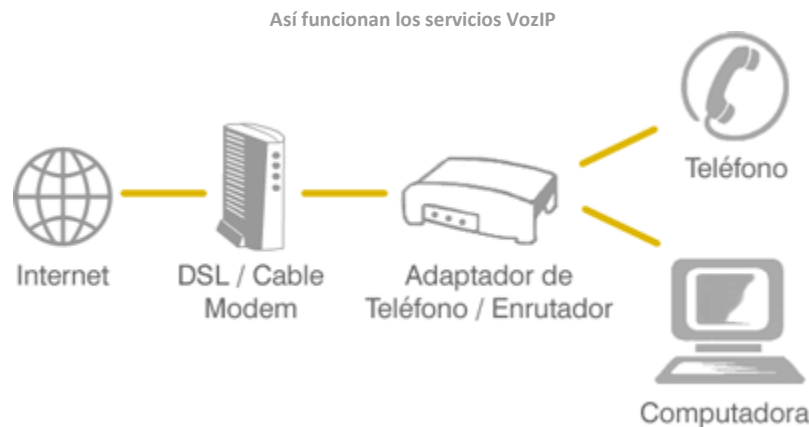 Así funcionan los servicios VozIP
Teléfono
Internet
DSL / Cable
Modem
Adaptador de
Teléfono / Enrutador
Computadora